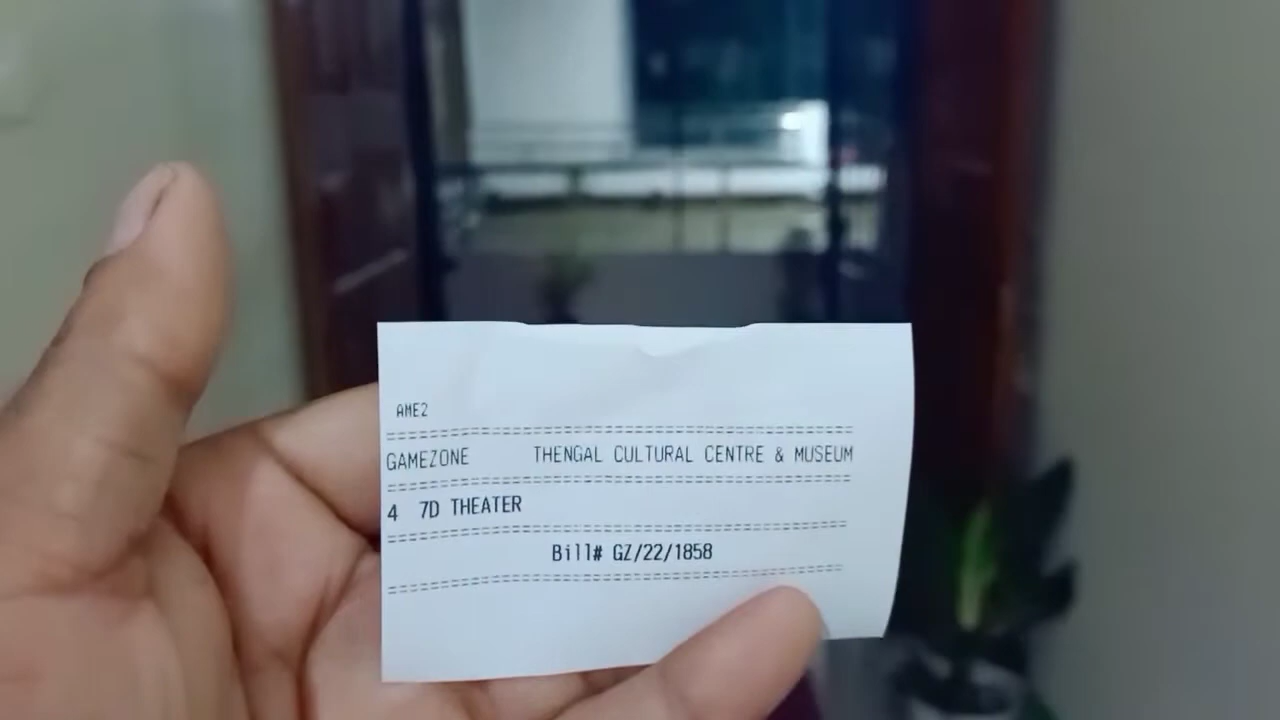 AME2
GAMEZONE THENGAL CULTURAL CENTRE & MUSEUM
4 7D THEATER
Bill# GZ/22/1858